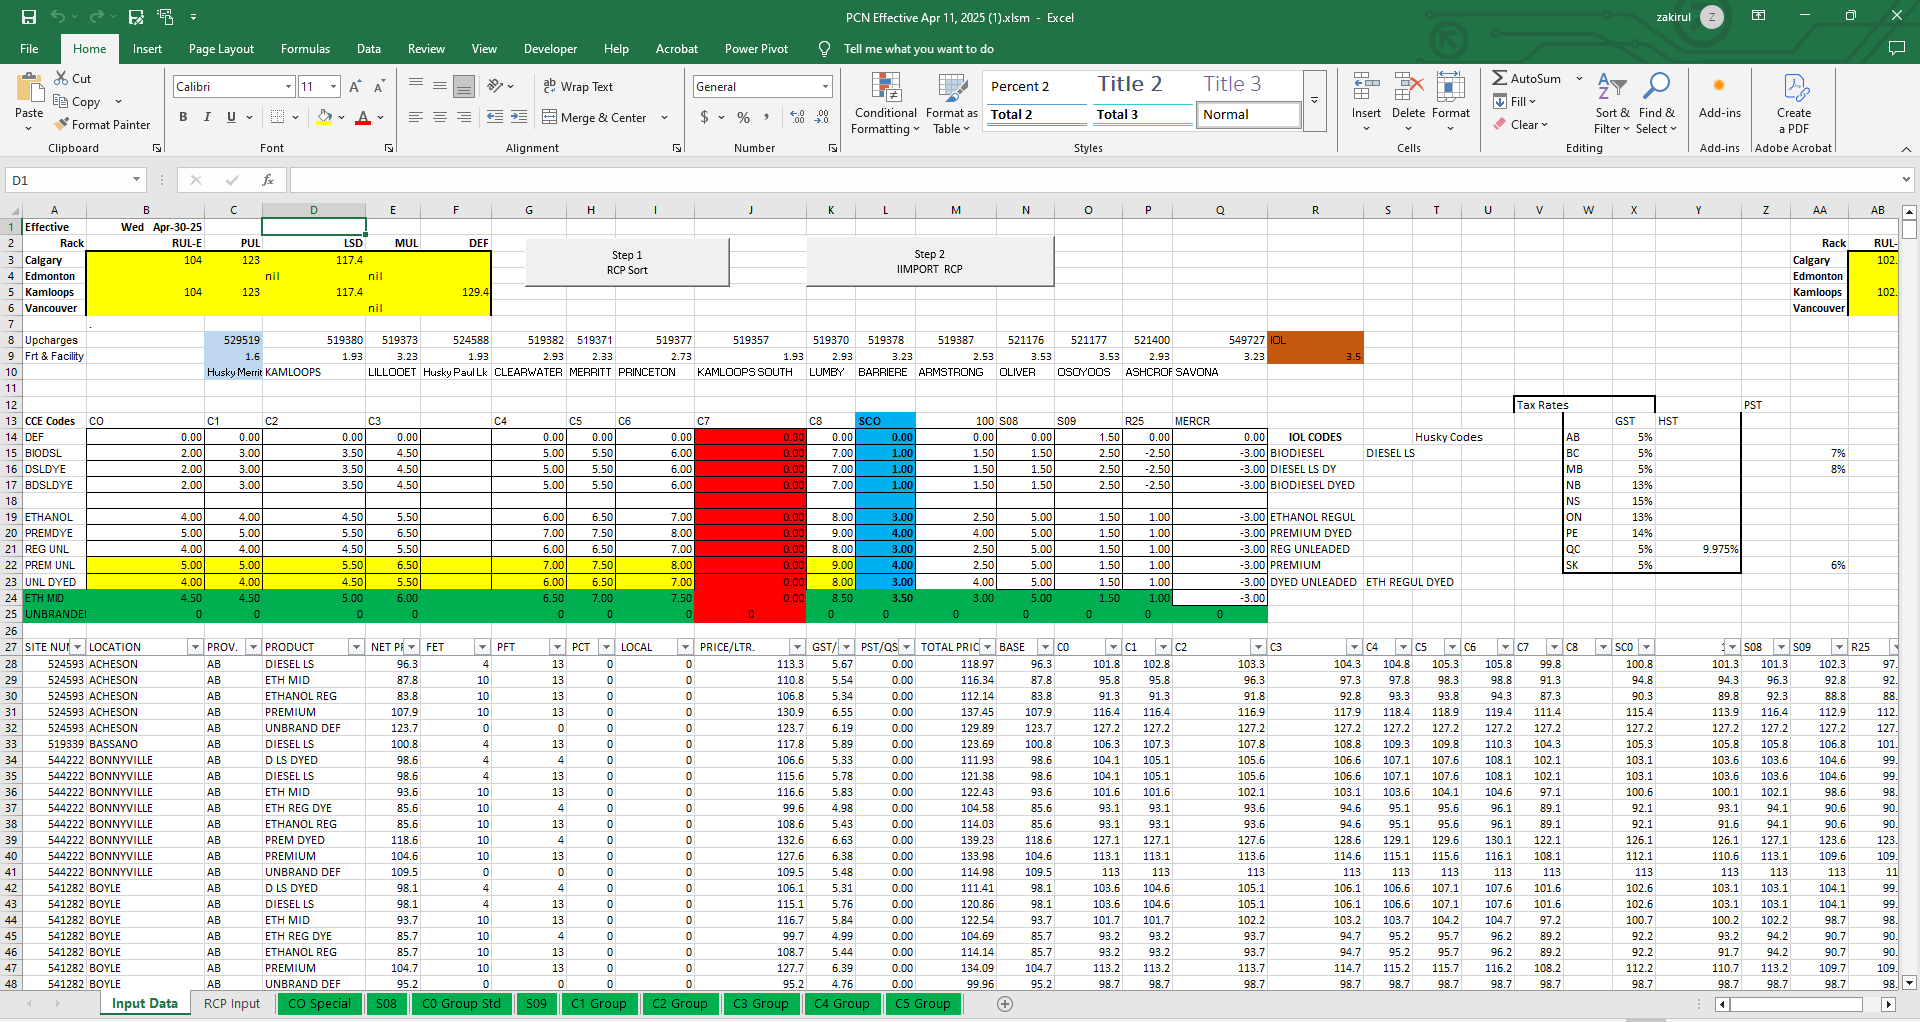 PCN Effective Apr 11, 2025 (1).xlsm - Excel
zakirul Z
File Home Insert Page Layout Formulas Data Review View Developer Help Acrobat Power Pivot Tell me what you want to do
Paste Cut Copy Format Painter Clipboard
Calibri 11 B I U Font
Wrap Text Merge & Center Alignment
General $ % Number
Conditional Formatting Format as Table Percent 2 Title 2 Title 3 Total 2 Total 3 Normal Styles
Insert Delete Format Cells
AutoSum Fill Clear Sort & Filter Find & Select Editing
Add-ins Add-ins
Create a PDF Adobe Acrobat
D1 fx
A B C D E F G H I J K L M N O P Q R S T U V W X Y Z AA AB
1 Effective Wed Apr-30-25
2 Rack RUL-E PUL LSD MUL DEF Rack RUL-
3 Calgary 104 123 117.4 Calgary 102.
4 Edmonton nil nil Edmonton
5 Kamloops 104 123 117.4 129.4 Kamloops 102.
6 Vancouver nil Vancouver
Step 1
RCP Sort
Step 2
IIMPORT RCP
7 .
8 Upcharges 529519 519380 519373 524588 519382 519371 519377 519370 519378 519387 521176 521177 521400 549727 IOL
9 Frt & Facility 1.6 1.93 3.23 1.93 2.93 2.33 2.73 1.93 2.93 3.23 2.53 3.53 3.53 2.93 3.23 3.5
10 Husky Merrit KAMLOOPS LILLOOET Husky Paul Lk CLEARWATER MERRITT PRINCETON KAMLOOPS SOUTH LUMBY BARRIERE ARMSTRONG OLIVER OSOYOOS ASHCROF SAVONA
11
12 Tax Rates PST
13 CCE Codes CO C1 C2 C3 C4 C5 C6 C7 C8 SCO 100 S08 S09 R25 MERCR GST HST
14 DEF 0.00 0.00 0.00 0.00 0.00 0.00 0.00 0.00 0.00 0.00 0.00 0.00 1.50 0.00 0.00 IOL CODES Husky Codes AB 5%
15 BIODSL 2.00 3.00 3.50 4.50 5.00 5.50 6.00 0.00 7.00 1.00 1.50 1.50 2.50 -2.50 -3.00 BIODIESEL DIESEL LS BC 5% 7%
16 DSLDYE 2.00 3.00 3.50 4.50 5.00 5.50 6.00 0.00 7.00 1.00 1.50 1.50 2.50 -2.50 -3.00 DIESEL LS DY MB 5% 8%
17 BDSLDYE 2.00 3.00 3.50 4.50 5.00 5.50 6.00 0.00 7.00 1.00 1.50 1.50 2.50 -2.50 -3.00 BIODIESEL DYED NB 13%
18 NS 15%
19 ETHANOL 4.00 4.00 4.50 5.50 6.00 6.50 7.00 0.00 8.00 3.00 2.50 5.00 1.50 1.00 -3.00 ETHANOL REGUL ON 13%
20 PREMDYE 5.00 5.00 5.50 6.50 7.00 7.50 8.00 0.00 9.00 4.00 4.00 5.00 1.50 1.00 -3.00 PREMIUM DYED PE 14%
21 REG UNL 4.00 4.00 4.50 5.50 6.00 6.50 7.00 0.00 8.00 3.00 2.50 5.00 1.50 1.00 -3.00 REG UNLEADED QC 5% 9.975%
22 PREM UNL 5.00 5.00 5.50 6.50 7.00 7.50 8.00 0.00 9.00 4.00 2.50 5.00 1.50 1.00 -3.00 PREMIUM SK 5% 6%
23 UNL DYED 4.00 4.00 4.50 5.50 6.00 6.50 7.00 0.00 8.00 3.00 4.00 5.00 1.50 1.00 -3.00 DYED UNLEADED ETH REGUL DYED
24 ETH MID 4.50 4.50 5.00 6.00 6.50 7.00 7.50 0.00 8.50 3.50 3.00 5.00 1.50 1.00 -3.00
25 UNBRANDEI 0 0 0 0 0 0 0 0 0 0 0 0 0 0 0
26
27 SITE NUM LOCATION PROV. PRODUCT NET PR FET PFT PCT LOCAL PRICE/LTR. GST/ PST/QS TOTAL PRIC BASE C0 C1 C2 C3 C4 C5 C6 C7 C8 SC0 1 S08 S09 R25
28 524593 ACHESON AB DIESEL LS 96.3 4 13 0 0 113.3 5.67 0.00 118.97 96.3 101.8 102.8 103.3 104.3 104.8 105.3 105.8 99.8 100.8 101.3 101.3 102.3 97.
29 524593 ACHESON AB ETH MID 87.8 10 13 0 0 110.8 5.54 0.00 116.34 87.8 95.8 95.8 96.3 97.3 97.8 98.3 98.8 91.3 94.8 94.3 96.3 92.8 92.
30 524593 ACHESON AB ETHANOL REG 83.8 10 13 0 0 106.8 5.34 0.00 112.14 83.8 91.3 91.3 91.8 92.8 93.3 93.8 94.3 87.3 90.3 89.8 92.3 88.8 88.
31 524593 ACHESON AB PREMIUM 107.9 10 13 0 0 130.9 6.55 0.00 137.45 107.9 116.4 116.4 116.9 117.9 118.4 118.9 119.4 111.4 115.4 113.9 116.4 112.9 112.
32 524593 ACHESON AB UNBRAND DEF 123.7 0 0 0 0 123.7 6.19 0.00 129.89 123.7 127.2 127.2 127.2 127.2 127.2 127.2 127.2 127.2 127.2 127.2 127.2 127.2 127.
33 519339 BASSANO AB DIESEL LS 100.8 4 13 0 0 117.8 5.89 0.00 123.69 100.8 106.3 107.3 107.8 108.8 109.3 109.8 110.3 104.3 105.3 105.8 105.8 106.8 101.
34 544222 BONNYVILLE AB D LS DYED 98.6 4 4 0 0 106.6 5.33 0.00 111.93 98.6 104.1 105.1 105.6 106.6 107.1 107.6 108.1 102.1 103.1 103.6 103.6 104.6 99.
35 544222 BONNYVILLE AB DIESEL LS 98.6 4 13 0 0 115.6 5.78 0.00 121.38 98.6 104.1 105.1 105.6 106.6 107.1 107.6 108.1 102.1 103.1 103.6 103.6 104.6 99.
36 544222 BONNYVILLE AB ETH MID 93.6 10 13 0 0 116.6 5.83 0.00 122.43 93.6 101.6 101.6 102.1 103.1 103.6 104.1 104.6 97.1 100.6 100.1 102.1 98.6 98.
37 544222 BONNYVILLE AB ETH REG DYE 85.6 10 4 0 0 99.6 4.98 0.00 104.58 85.6 93.1 93.1 93.6 94.6 95.1 95.6 96.1 89.1 92.1 93.1 94.1 90.6 90.
38 544222 BONNYVILLE AB ETHANOL REG 85.6 10 13 0 0 108.6 5.43 0.00 114.03 85.6 93.1 93.1 93.6 94.6 95.1 95.6 96.1 89.1 92.1 91.6 94.1 90.6 90.
39 544222 BONNYVILLE AB PREM DYED 118.6 10 4 0 0 132.6 6.63 0.00 139.23 118.6 127.1 127.1 127.6 128.6 129.1 129.6 130.1 122.1 126.1 126.1 127.1 123.6 123.
40 544222 BONNYVILLE AB PREMIUM 104.6 10 13 0 0 127.6 6.38 0.00 133.98 104.6 113.1 113.1 113.6 114.6 115.1 115.6 116.1 108.1 112.1 110.6 113.1 109.6 109.
41 544222 BONNYVILLE AB UNBRAND DEF 109.5 0 0 0 0 109.5 5.48 0.00 114.98 109.5 113 113 113 113 113 113 113 113 113 113 113 113 11
42 541282 BOYLE AB D LS DYED 98.1 4 4 0 0 106.1 5.31 0.00 111.41 98.1 103.6 104.6 105.1 106.1 106.6 107.1 107.6 101.6 102.6 103.1 103.1 104.1 99.
43 541282 BOYLE AB DIESEL LS 98.1 4 13 0 0 115.1 5.76 0.00 120.86 98.1 103.6 104.6 105.1 106.1 106.6 107.1 107.6 101.6 102.6 103.1 103.1 104.1 99.
44 541282 BOYLE AB ETH MID 93.7 10 13 0 0 116.7 5.84 0.00 122.54 93.7 101.7 101.7 102.2 103.2 103.7 104.2 104.7 97.2 100.7 100.2 102.2 98.7 98.
45 541282 BOYLE AB ETH REG DYE 85.7 10 4 0 0 99.7 4.99 0.00 104.69 85.7 93.2 93.2 93.7 94.7 95.2 95.7 96.2 89.2 92.2 93.2 94.2 90.7 90.
46 541282 BOYLE AB ETHANOL REG 85.7 10 13 0 0 108.7 5.44 0.00 114.14 85.7 93.2 93.2 93.7 94.7 95.2 95.7 96.2 89.2 92.2 91.7 94.2 90.7 90.
47 541282 BOYLE AB PREMIUM 104.7 10 13 0 0 127.7 6.39 0.00 134.09 104.7 113.2 113.2 113.7 114.7 115.2 115.7 116.2 108.2 112.2 110.7 113.2 109.7 109.
48 541282 BOYLE AB UNBRAND DEF 95.2 0 0 0 0 95.2 4.76 0.00 99.96 95.2 98.7 98.7 98.7 98.7 98.7 98.7 98.7 98.7 98.7 98.7 98.7 98.7 98.
Input Data RCP Input CO Special S08 C0 Group Std S09 C1 Group C2 Group C3 Group C4 Group C5 Group